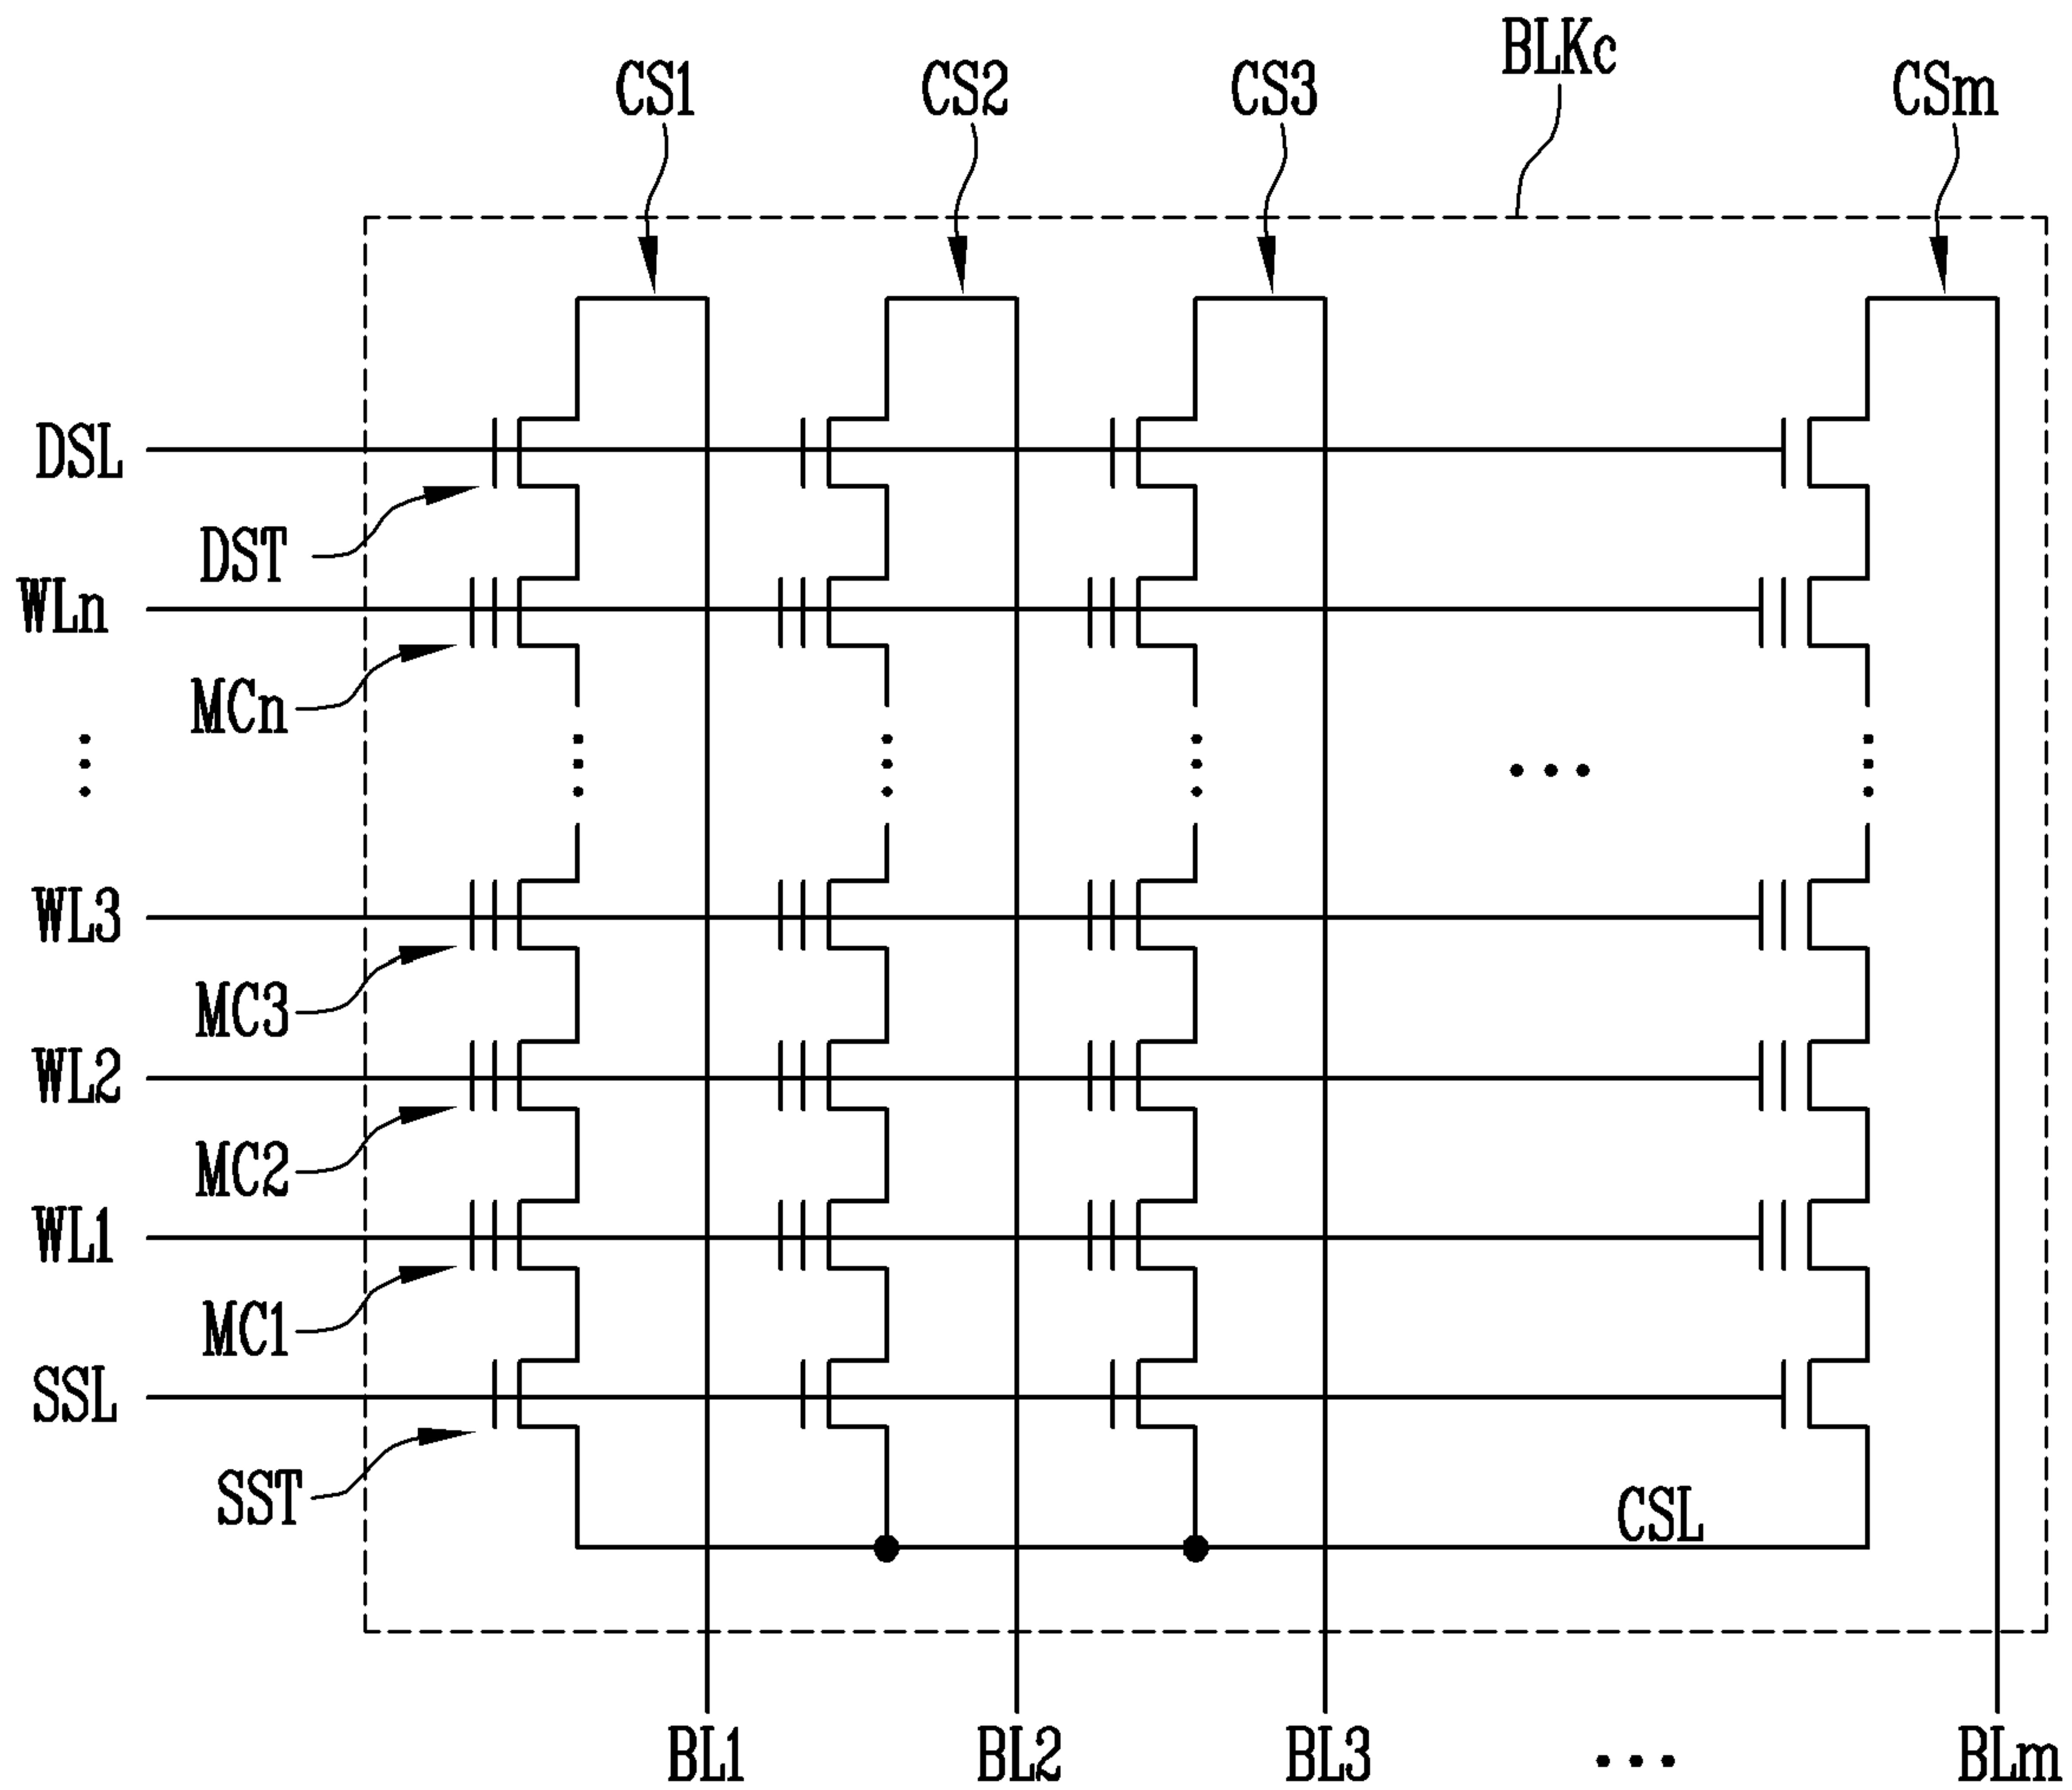 BLKc
CS1 CS2 CS3 CSm
DSL
DST
WLn
MCn
WL3
MC3
WL2
MC2
WL1
MC1
SSL
SST
CSL
BL1 BL2 BL3 ... BLm